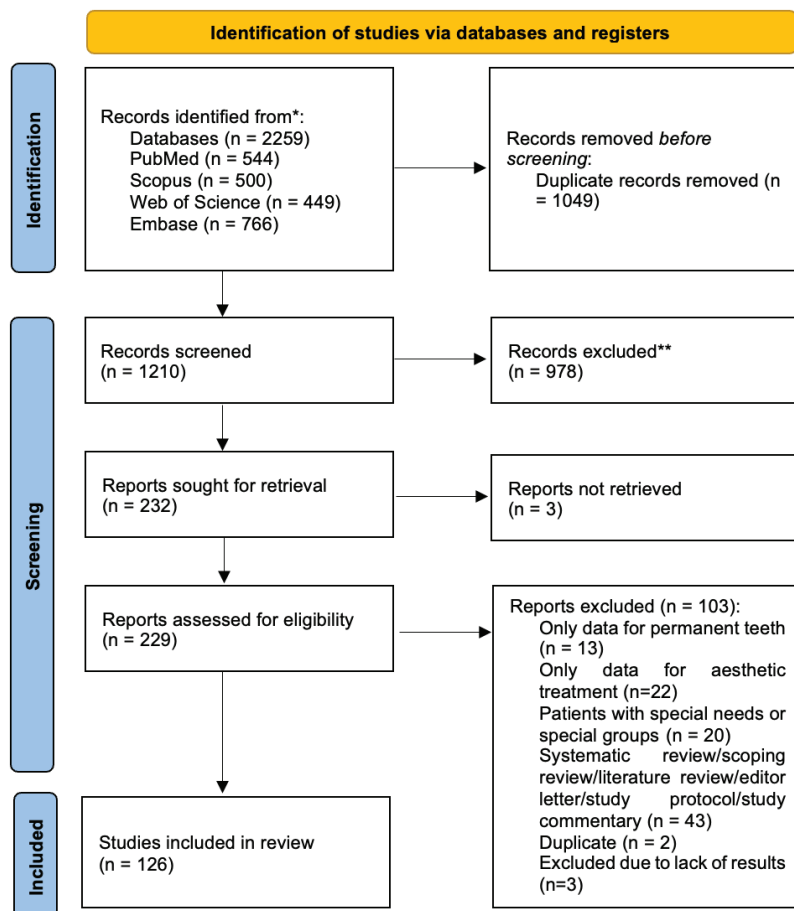 Identification of studies via databases and registers
Identification
Records identified from*:
Databases (n = 2259)
PubMed (n = 544)
Scopus (n = 500)
Web of Science (n = 449)
Embase (n = 766)
Records removed before
screening:
Duplicate records removed (n
= 1049)
Screening
Records screened
(n = 1210)
Records excluded**
(n = 978)
Reports sought for retrieval
(n = 232)
Reports not retrieved
(n = 3)
Reports assessed for eligibility
(n = 229)
Reports excluded (n = 103):
Only data for permanent teeth
(n = 13)
Only data for aesthetic
treatment (n=22)
Patients with special needs or
special groups (n = 20)
Systematic review/scoping
review/literature review/editor
letter/study protocol/study
commentary (n = 43)
Duplicate (n = 2)
Excluded due to lack of results
(n=3)
Included
Studies included in review
(n = 126)